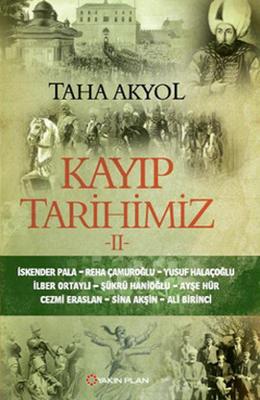 TAHA AKYOL
KAYIP
TARİHİMİZ
-II-
İSKENDER PALA – REHA ÇAMUROĞLU – YUSUF HALAÇOĞLU
İLBER ORTAYLI – ŞÜKRÜ HANİOĞLU – AYŞE HÜR
CEZMİ ERASLAN – SİNA AKŞİN – ALİ BİRİNCİ
YAKIN PLAN